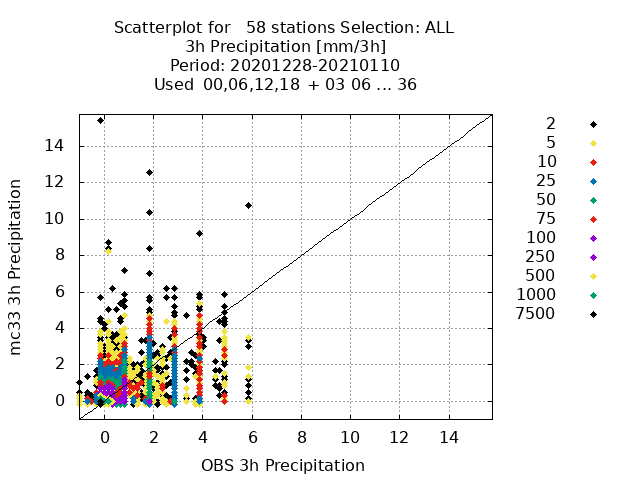 Scatterplot for   58 stations Selection: ALL
3h Precipitation [mm/3h]
Period: 20201228-20210110
Used  00,06,12,18  + 03 06 ... 36
mc33 3h Precipitation
14
12
10
8
6
4
2
0
0 2 4 6 8 10 12 14
OBS 3h Precipitation
2
5
10
25
50
75
100
250
500
1000
7500